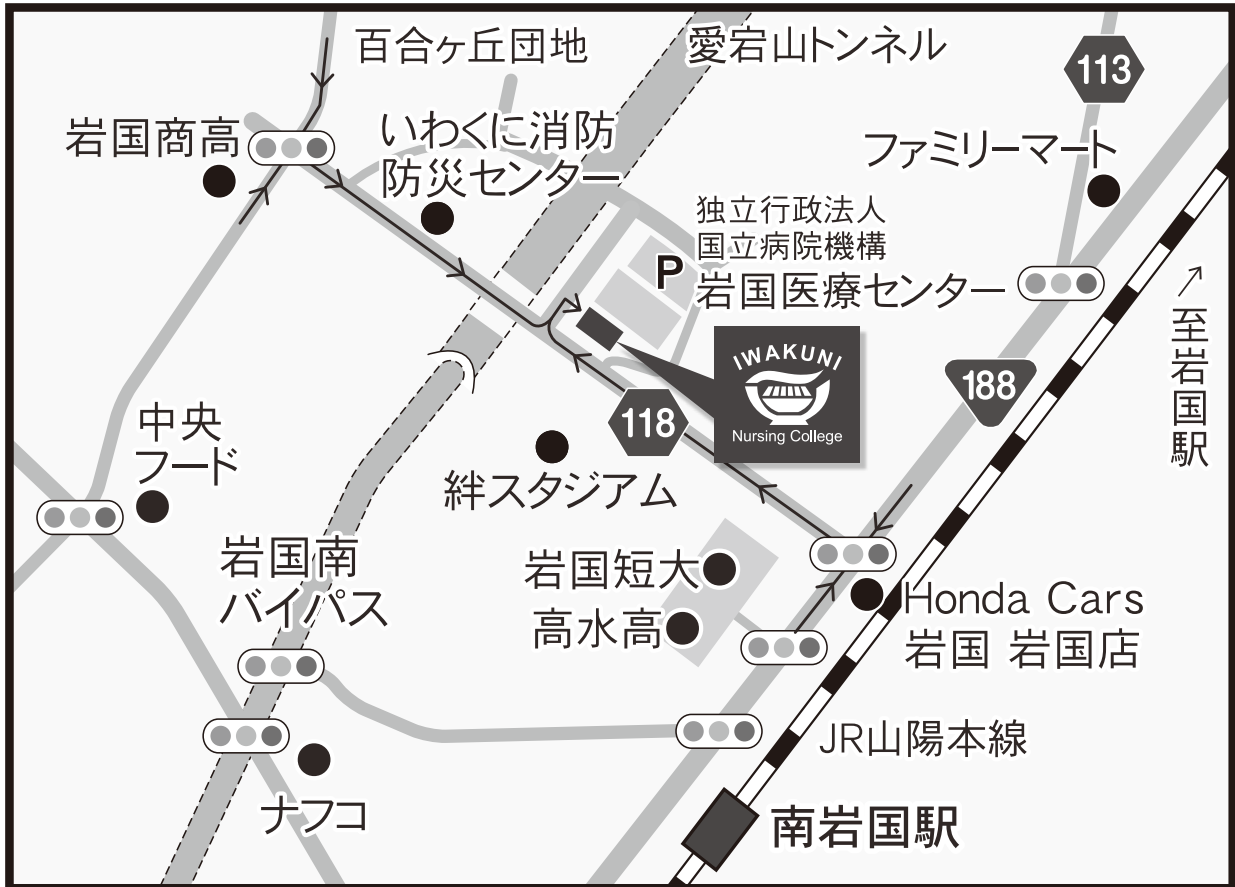 百合ヶ丘団地
愛宕山トンネル
113
岩国商高
いわくに消防
防災センター
ファミリーマート
独立行政法人
国立病院機構
岩国医療センター
P
→至岩国駅
IWAKUNI
Nursing College
188
118
中央
フード
絆スタジアム
岩国南
バイパス
岩国短大
高水高
Honda Cars
岩国 岩国店
JR山陽本線
ナフコ
南岩国駅